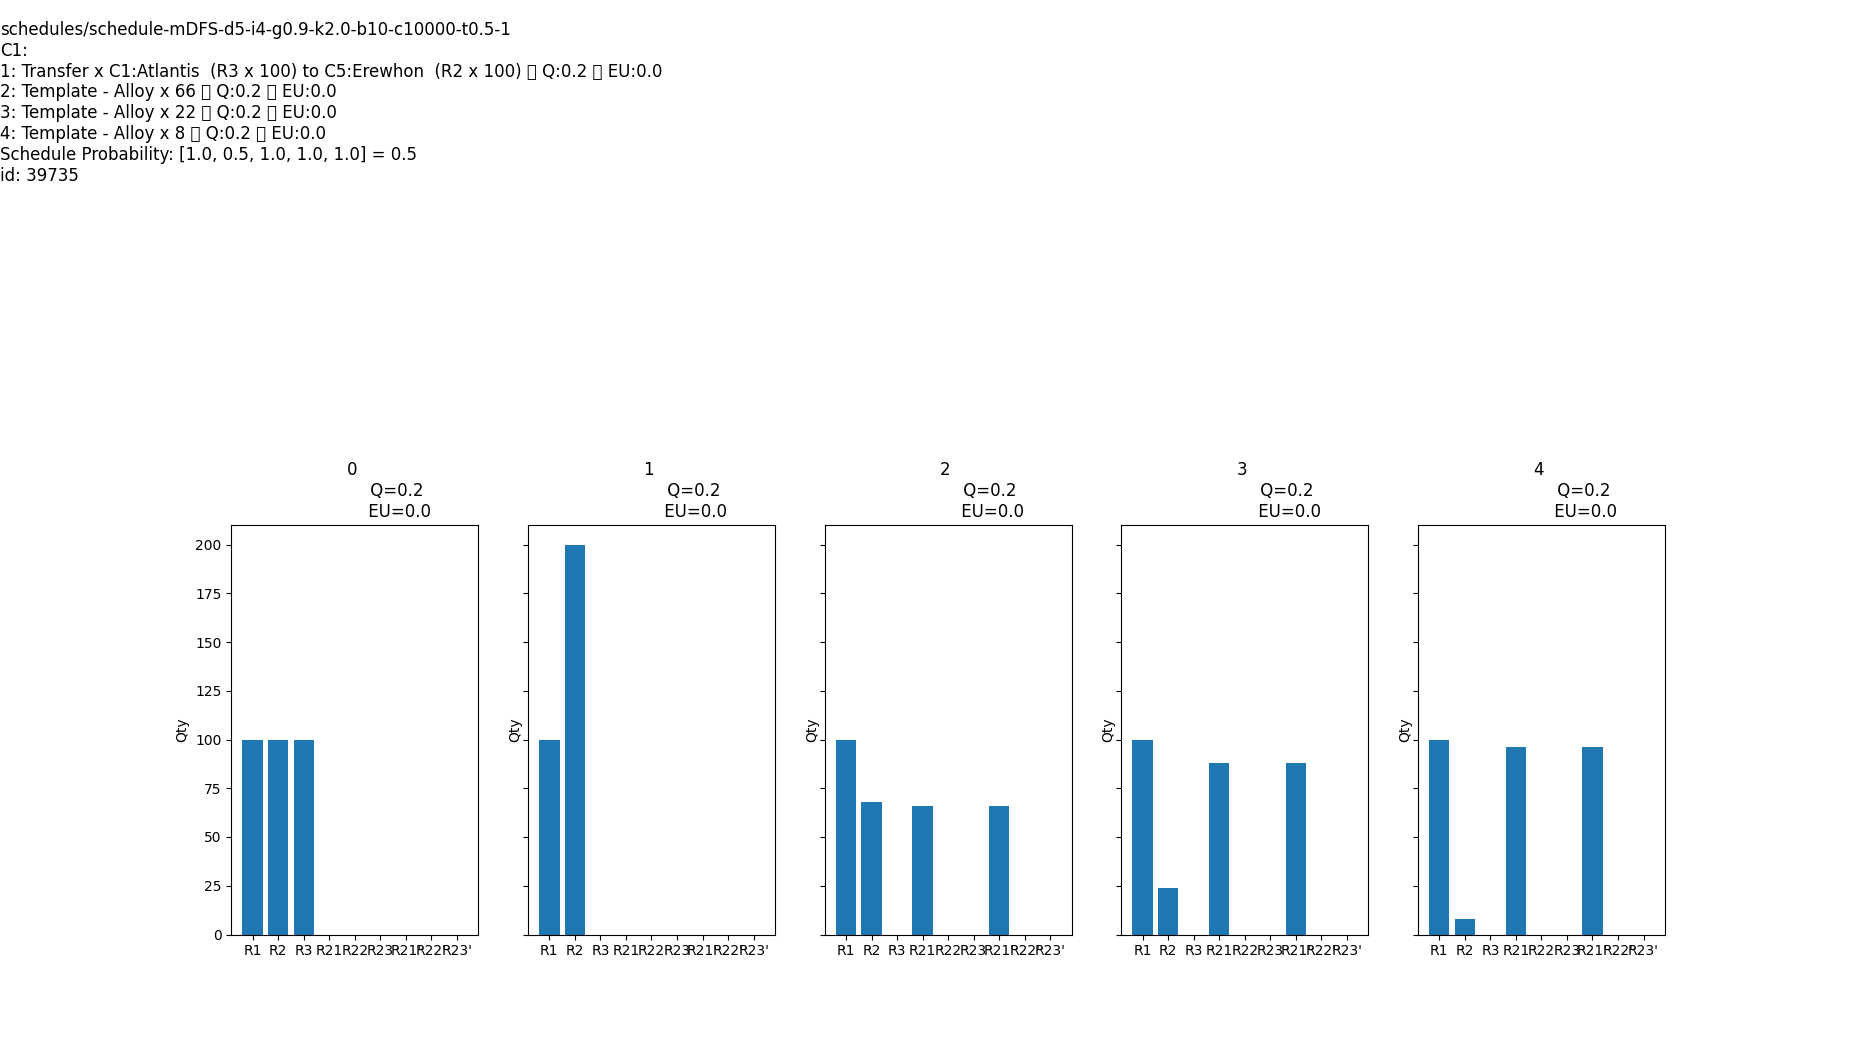 schedules/schedule-mDFS-d5-i4-g0.9-k2.0-b10-c10000-t0.5-1
C1:
1: Transfer x C1:Atlantis  (R3 x 100) to C5:Erewhon  (R2 x 100) ▯ Q:0.2 ▯ EU:0.0
2: Template - Alloy x 66 ▯ Q:0.2 ▯ EU:0.0
3: Template - Alloy x 22 ▯ Q:0.2 ▯ EU:0.0
4: Template - Alloy x 8 ▯ Q:0.2 ▯ EU:0.0
Schedule Probability: [1.0, 0.5, 1.0, 1.0, 1.0] = 0.5
id: 39735
0
Q=0.2
EU=0.0
200
175
150
125
100
75
50
25
0
Qty
R1 R2 R3 R21 R22 R23 R21' R22' R23'
1
Q=0.2
EU=0.0
Qty
R1 R2 R3 R21 R22 R23 R21' R22' R23'
2
Q=0.2
EU=0.0
Qty
R1 R2 R3 R21 R22 R23 R21' R22' R23'
3
Q=0.2
EU=0.0
Qty
R1 R2 R3 R21 R22 R23 R21' R22' R23'
4
Q=0.2
EU=0.0
Qty
R1 R2 R3 R21 R22 R23 R21' R22' R23'